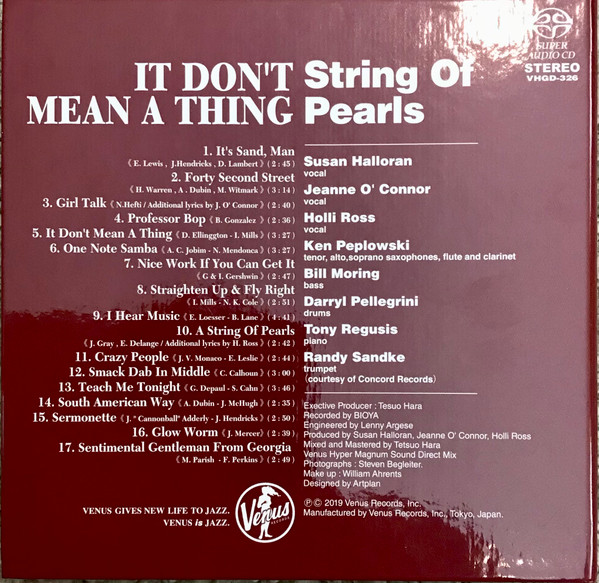 IT DON'T
MEAN A THING
String Of
Pearls
SUPER
AUDIO CD
STEREO
VHGD-326
1. It's Sand, Man
《 E. Lewis , J.Hendricks , D. Lambert 》( 2 : 45 )
2. Forty Second Street
《 H. Warren , A . Dubin , M. Witmark 》( 3 : 14 )
3. Girl Talk《 N.Hefti / Additional lyrics by J. O' Connor 》( 2 : 40 )
4. Professor Bop《 B. Gonzalez 》( 2 : 36 )
5. It Don't Mean A Thing《 D. Ellinggton - I. Mills 》( 3 : 27 )
6. One Note Samba《 A. C. Jobim - N. Mendonca 》( 3 : 27 )
7. Nice Work If You Can Get It
《 G & I . Gershwin 》( 2 : 47 )
8. Straighten Up & Fly Right
《 I. Mills - N. K. Cole 》( 2 : 51 )
9. I Hear Music《 E. Loesser - B. Lane 》( 4 : 41 )
10. A String Of Pearls
《 J. Gray , E. Delange / Additional lyrics by H. Ross 》( 2 : 42 )
11. Crazy People《 J. V. Monaco - E. Leslie 》( 2 : 44 )
12. Smack Dab In Middle《 C. Calhoun 》( 3 : 00 )
13. Teach Me Tonight《 G. Depaul - S. Cahn 》( 3 : 46 )
14. South American Way《 A. Dubin - J. McHugh 》( 2 : 35 )
15. Sermonette《 J. " Cannonball" Adderly - J. Hendricks 》( 2 : 50 )
16. Glow Worm《 J. Mercer》( 2 : 39 )
17. Sentimental Gentleman From Georgia
《 M. Parish - F. Perkins 》( 2 : 49 )
Susan Halloran
vocal
Jeanne O' Connor
vocal
Holli Ross
vocal
Ken Peplowski
tenor, alto,soprano saxophones, flute and clarinet
Bill Moring
bass
Darryl Pellegrini
drums
Tony Regusis
piano
Randy Sandke
trumpet
(courtesy of Concord Records)
Exective Producer : Tesuo Hara
Recorded by BIOYA
Engineered by Lenny Argese
Produced by Susan Halloran, Jeanne O' Connor, Holli Ross
Mixed and Mastered by Tetsuo Hara
Venus Hyper Magnum Sound Direct Mix
Photographs : Steven Begleiter.
Make up : William Ahrents
Designed by Artplan
VENUS GIVES NEW LIFE TO JAZZ.
VENUS is JAZZ.
Venus
RECORDS
℗ © 2019 Venus Records, Inc.
Manufactured by Venus Records, Inc., Tokyo, Japan.